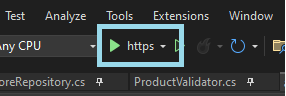 Test Analyze Tools Extensions Window
Any CPU https
oreRepository.cs ProductValidator.cs